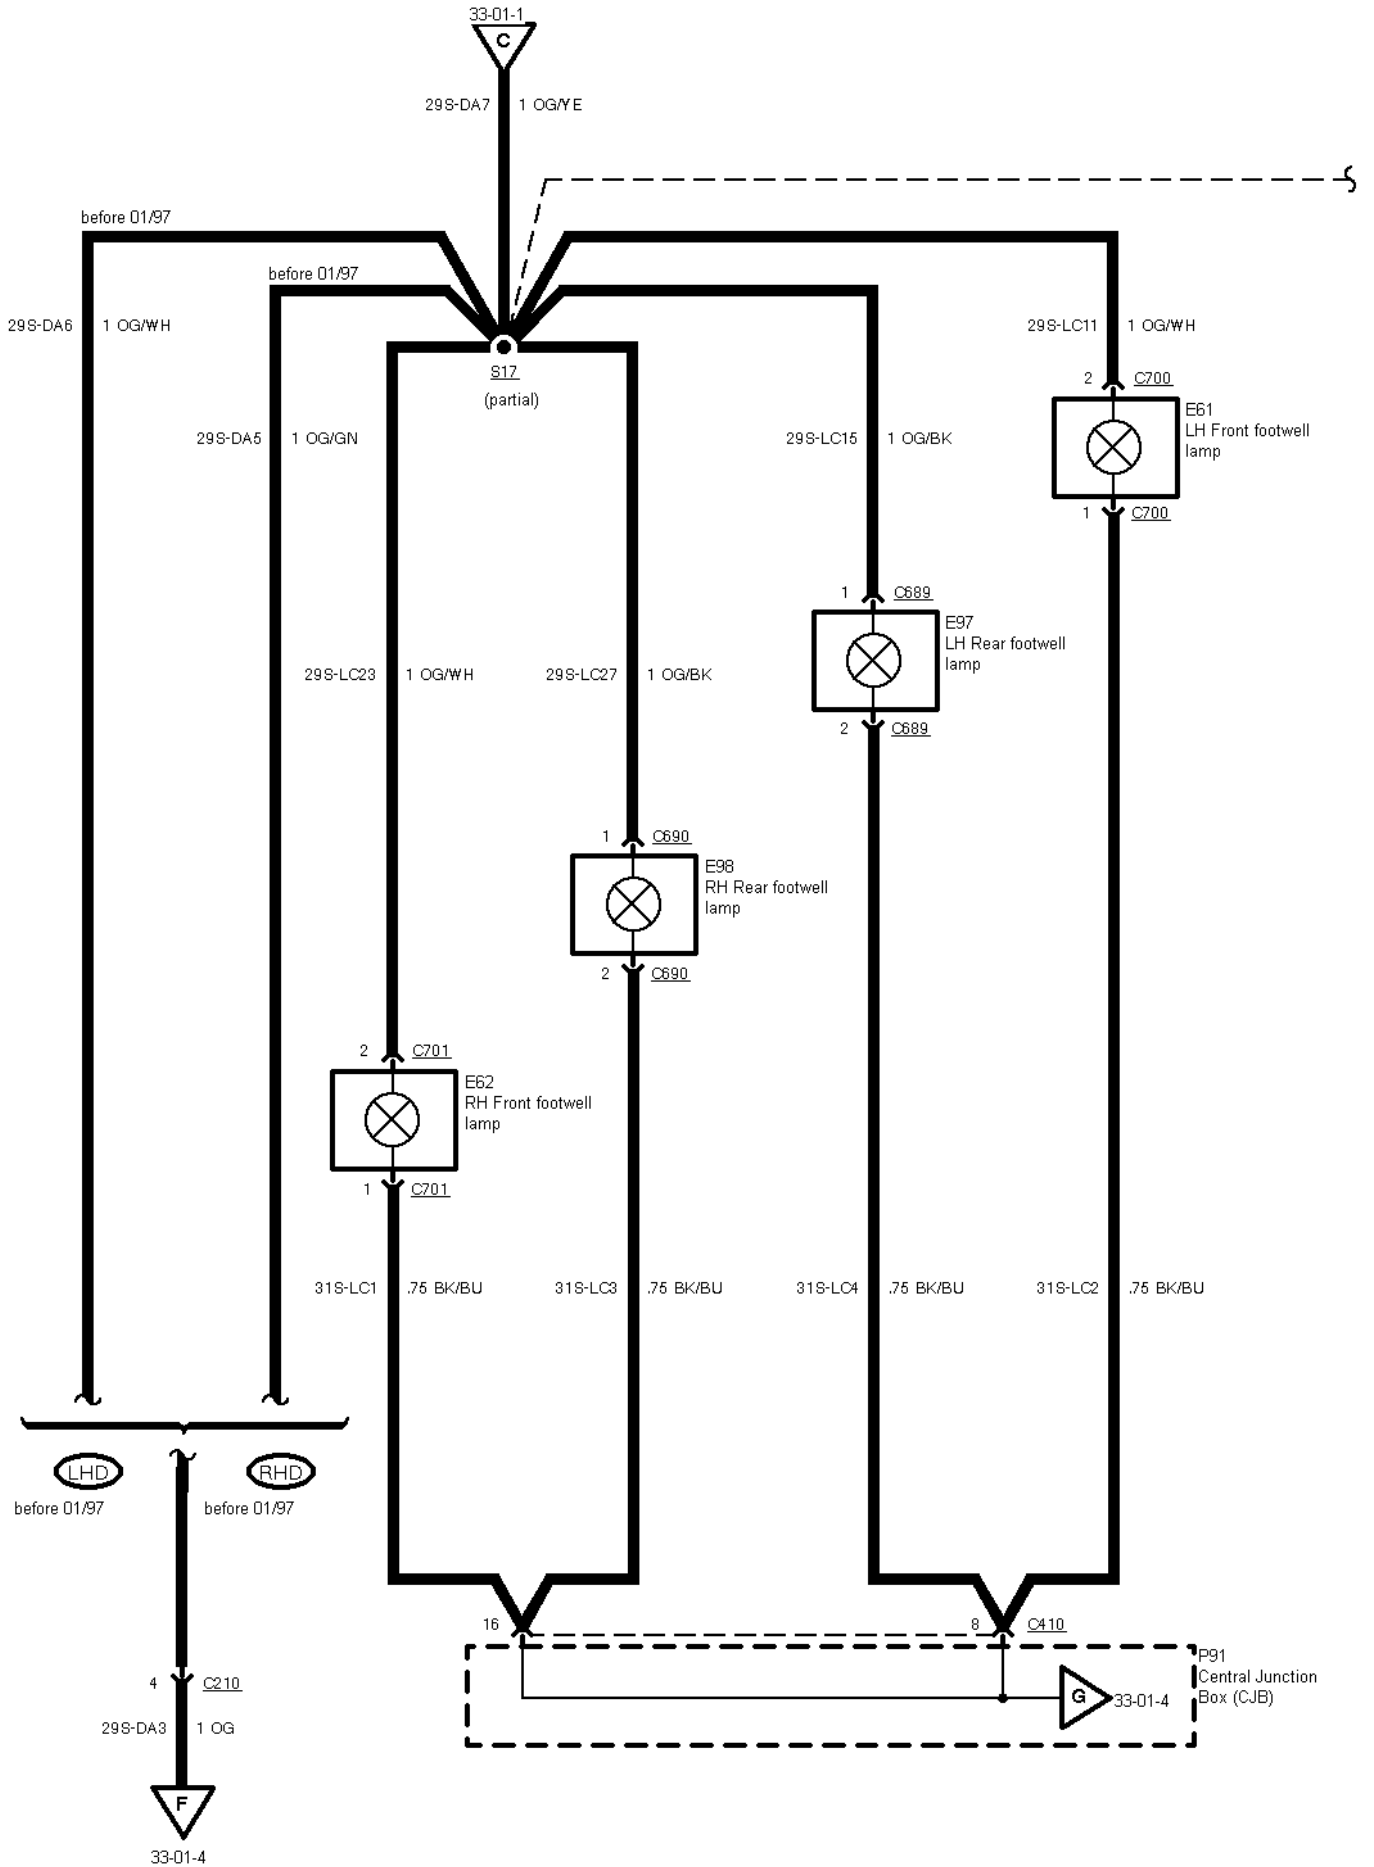 33-01-1
C
29S-DA7 1 OG/YE
before 01/97
before 01/97
29S-DA6 1 OG/WH
29S-LC11 1 OG/WH
S17
(partial)
2 C700
E61
LH Front footwell
lamp
29S-DA5 1 OG/GN
29S-LC15 1 OG/BK
1 C700
1 C689
E97
LH Rear footwell
lamp
29S-LC23 1 OG/WH
29S-LC27 1 OG/BK
2 C689
1 C690
E98
RH Rear footwell
lamp
2 C690
2 C701
E62
RH Front footwell
lamp
1 C701
31S-LC1 .75 BK/BU
31S-LC3 .75 BK/BU
31S-LC4 .75 BK/BU
31S-LC2 .75 BK/BU
LHD
RHD
before 01/97
before 01/97
16
8 C410
P91
Central Junction
Box (CJB)
G 33-01-4
4 C210
29S-DA3 1 OG
F
33-01-4